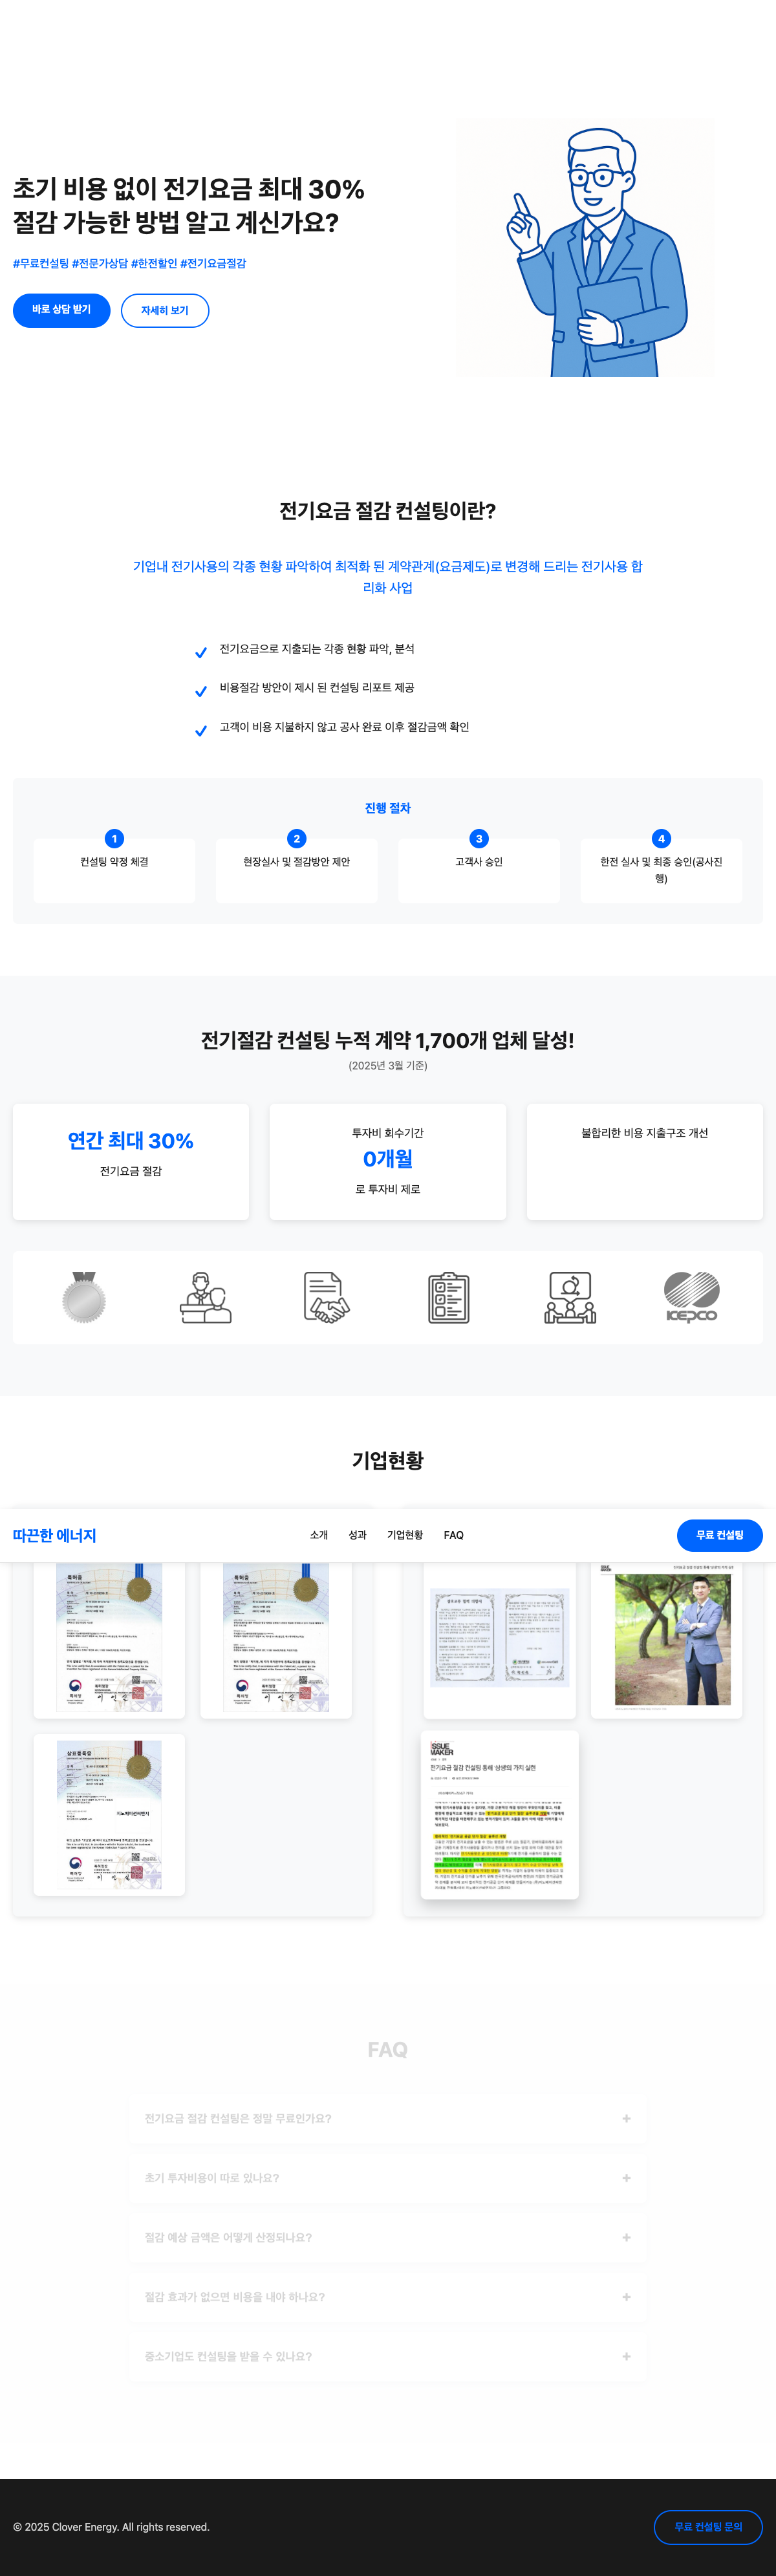 초기 비용 없이 전기요금 최대 30%
절감 가능한 방법 알고 계신가요?
#무료컨설팅 #전문가상담 #한전할인 #전기요금절감
바로 상담 받기
자세히 보기
전기요금 절감 컨설팅이란?
기업내 전기사용의 각종 현황 파악하여 최적화 된 계약관계(요금제도)로 변경해 드리는 전기사용 합
리화 사업
전기요금으로 지출되는 각종 현황 파악, 분석
비용절감 방안이 제시 된 컨설팅 리포트 제공
고객이 비용 지불하지 않고 공사 완료 이후 절감금액 확인
진행 절차
1
컨설팅 약정 체결
2
현장실사 및 절감방안 제안
3
고객사 승인
4
한전 실사 및 최종 승인(공사진
행)
전기절감 컨설팅 누적 계약 1,700개 업체 달성!
(2025년 3월 기준)
연간 최대 30%
전기요금 절감
투자비 회수기간
0개월
로 투자비 제로
불합리한 비용 지출구조 개선
KEPCO
기업현황
따끈한 에너지
소개
성과
기업현황
FAQ
무료 컨설팅
특허증
특허증
상표등록증
ISSUE
MAKER
전기요금 절감 컨설팅 통해 '상생'의 가치 실현
FAQ
전기요금 절감 컨설팅은 정말 무료인가요?
+
초기 투자비용이 따로 있나요?
+
절감 예상 금액은 어떻게 산정되나요?
+
절감 효과가 없으면 비용을 내야 하나요?
+
중소기업도 컨설팅을 받을 수 있나요?
+
© 2025 Clover Energy. All rights reserved.
무료 컨설팅 문의